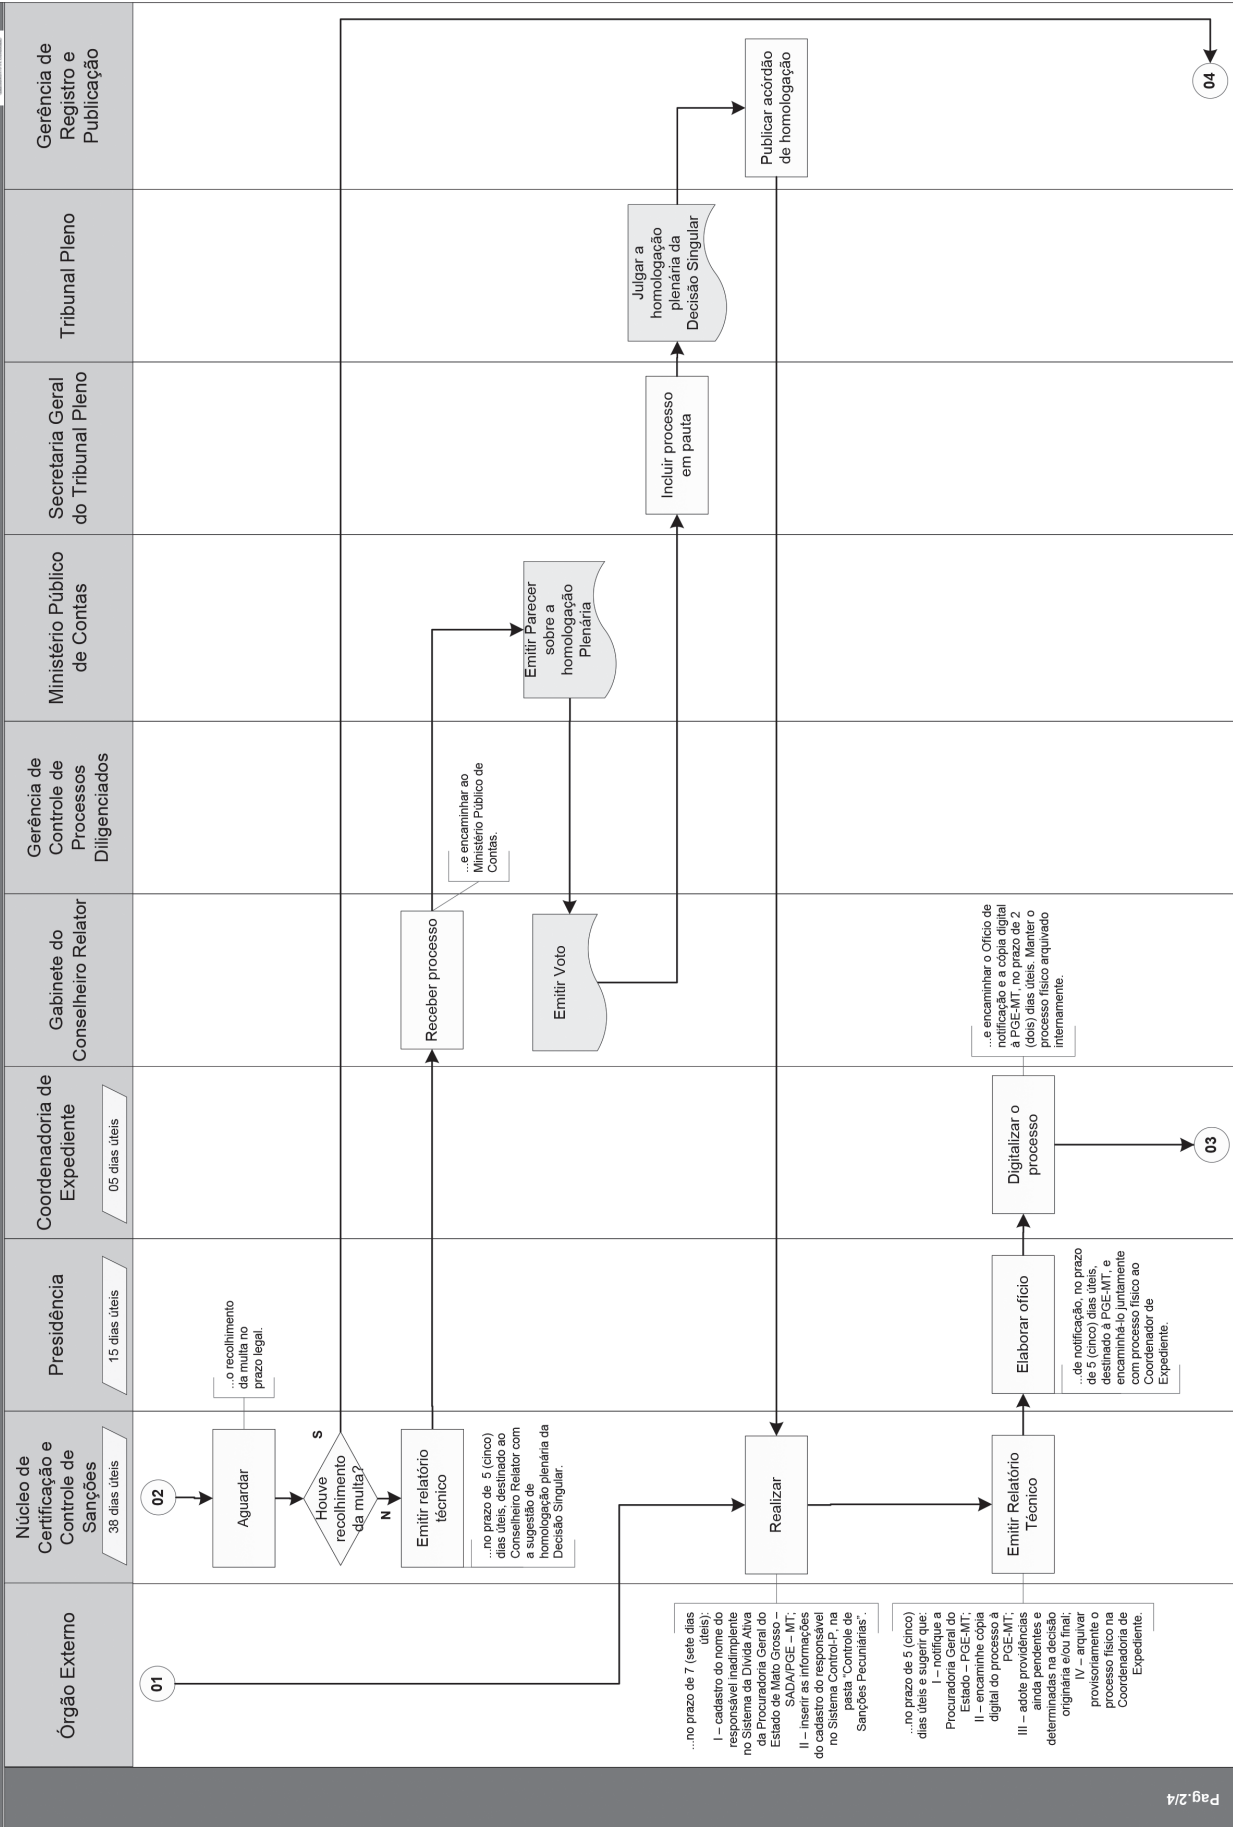 Órgão Externo
Núcleo de
Certificação e
Controle de
Sanções
38 dias úteis
Presidência
15 dias úteis
Coordenadoria de
Expediente
05 dias úteis
Gabinete do
Conselheiro Relator
Gerência de
Controle de
Processos
Diligenciados
Ministério Público
de Contas
Secretaria Geral
do Tribunal Pleno
Tribunal Pleno
Gerência de
Registro e
Publicação
01
02
Aguardar
...o recolhimento
da multa no
prazo legal.
Houve
recolhimento
da multa?
S
N
04
Emitir relatório
técnico
...no prazo de 5 (cinco)
dias úteis, destinado ao
Conselheiro Relator com
a sugestão de
homologação plenária da
Decisão Singular.
Receber processo
...e encaminhar ao
Ministério Público de
Contas.
Emitir Parecer
sobre a
homologação
Plenária
Emitir Voto
Incluir processo
em pauta
Julgar a
homologação
plenária da
Decisão Singular
Publicar acórdão
de homologação
Realizar
...no prazo de 7 (sete dias
úteis):
I – cadastro do nome do
responsável inadimplente
no Sistema da Dívida Ativa
da Procuradoria Geral do
Estado de Mato Grosso –
SADA/PGE – MT;
II – inserir as informações
do cadastro do responsável
no Sistema Control-P, na
pasta “Controle de
Sanções Pecuniárias”.
Emitir Relatório
Técnico
...no prazo de 5 (cinco)
dias úteis e sugerir que:
I – notifique a
Procuradoria Geral do
Estado – PGE-MT;
II – encaminhe cópia
digital do processo à
PGE-MT;
III – adote providências
ainda pendentes e
determinadas na decisão
originária e/ou final;
IV – arquivar
provisoriamente o
processo físico na
Coordenadoria de
Expediente.
Elaborar ofício
...de notificação, no prazo
de 5 (cinco) dias úteis,
destinado à PGE-MT, e
encaminhá-lo juntamente
com processo físico ao
Coordenador de
Expediente.
Digitalizar o
processo
...e encaminhar o Ofício de
notificação e a cópia digital
à PGE-MT, no prazo de 2
(dois) dias úteis. Manter o
processo físico arquivado
internamente.
03
Pag.2/4